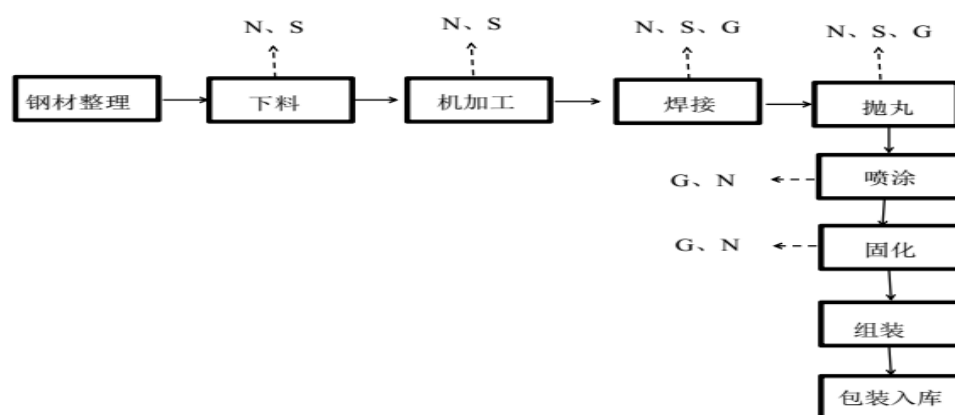 N、S
N、S
N、S、G
N、S、G
钢材整理
下料
机加工
焊接
抛丸
G、N
喷涂
G、N
固化
组装
包装入库